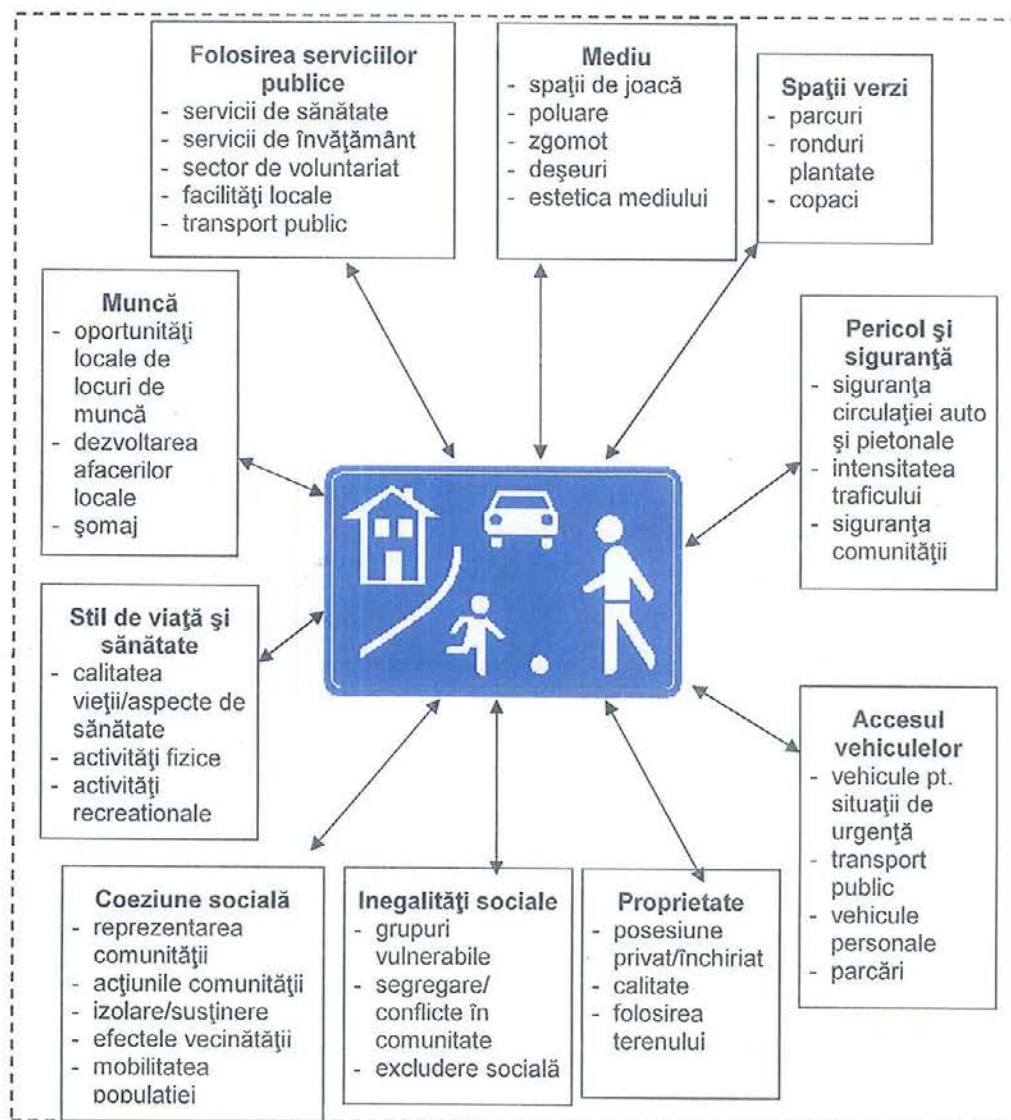 Folosirea serviciilor
publice
- servicii de sănătate
- servicii de învăţământ
- sector de voluntariat
- facilităţi locale
- transport public
Mediu
- spaţii de joacă
- poluare
- zgomot
- deşeuri
- estetica mediului
Spaţii verzi
- parcuri
- ronduri
plantate
- copaci
Muncă
- oportunităţi
locale de
locuri de
muncă
- dezvoltarea
afacerilor
locale
- şomaj
Pericol şi
siguranţă
- siguranţa
circulaţiei auto
şi pietonale
- intensitatea
traficului
- siguranţa
comunităţii
Stil de viaţă şi
sănătate
- calitatea
vieţii/aspecte de
sănătate
- activităţi fizice
- activităţi
recreationale
Accesul
vehiculelor
- vehicule pt.
situaţii de
urgenţă
- transport
public
- vehicule
personale
- parcări
Coeziune socială
- reprezentarea
comunităţii
- acţiunile comunităţii
- izolare/susţinere
- efectele vecinătăţii
- mobilitatea
populaţiei
Inegalităţi sociale
- grupuri
vulnerabile
- segregare/
conflicte în
comunitate
- excludere socială
Proprietate
- posesiune
privat/închiriat
- calitate
- folosirea
terenului